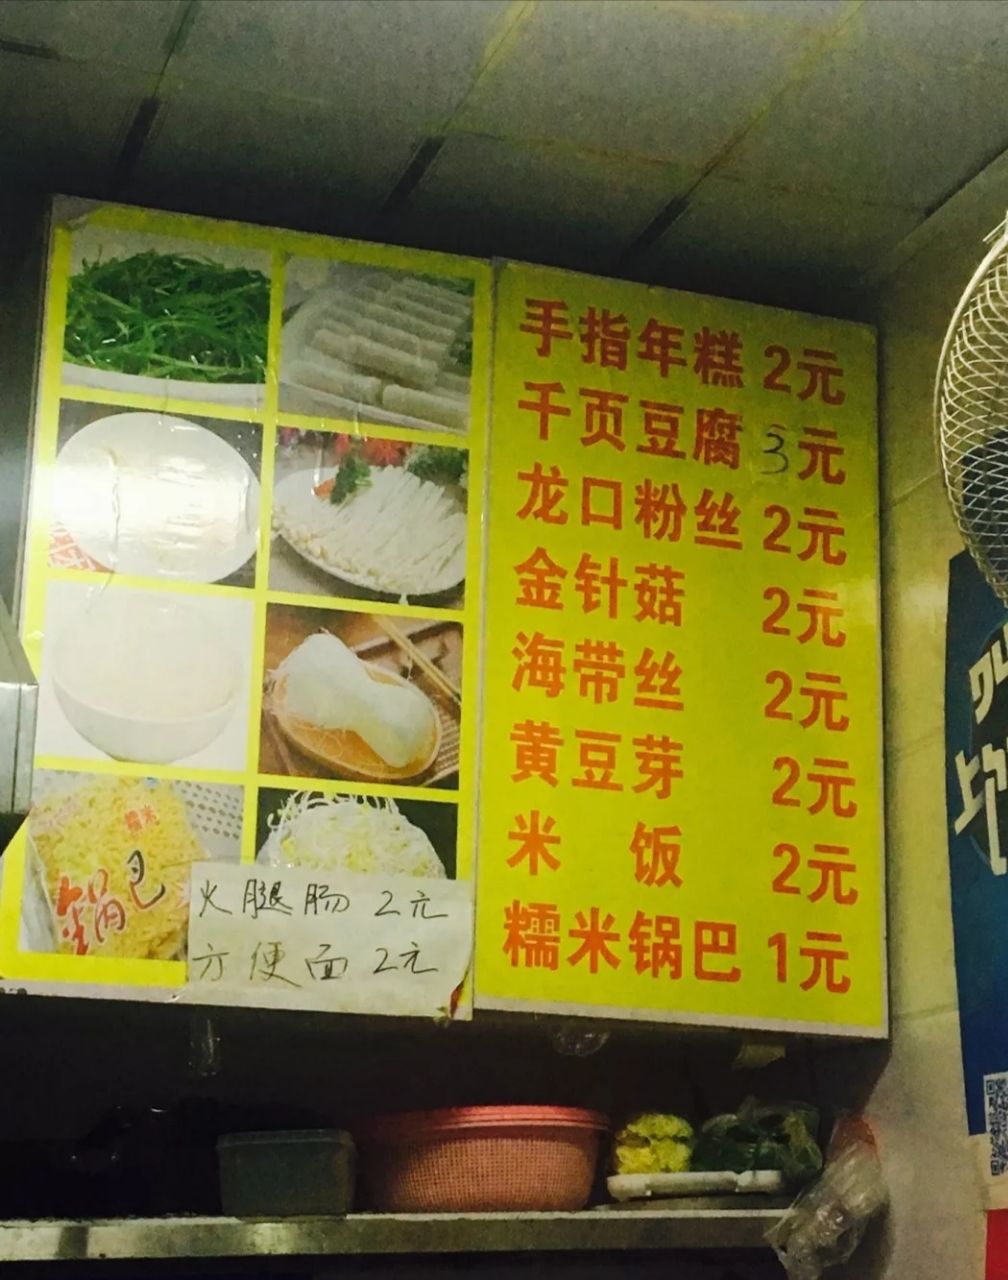 手指年糕 2元
千页豆腐 3元
龙口粉丝 2元
金针菇 2元
海带丝 2元
黄豆芽 2元
米 饭 2元
糯米锅巴 1元
糯米
锅巴
火腿肠 2元
方便面 2元